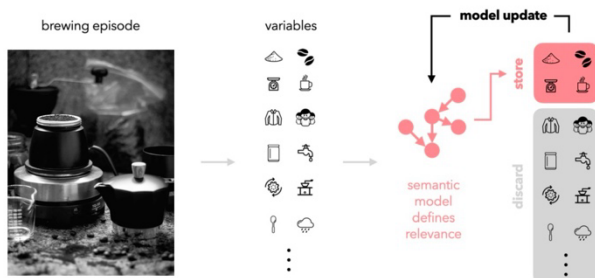 brewing episode
variables
model update
store
discard
semantic
model
defines
relevance